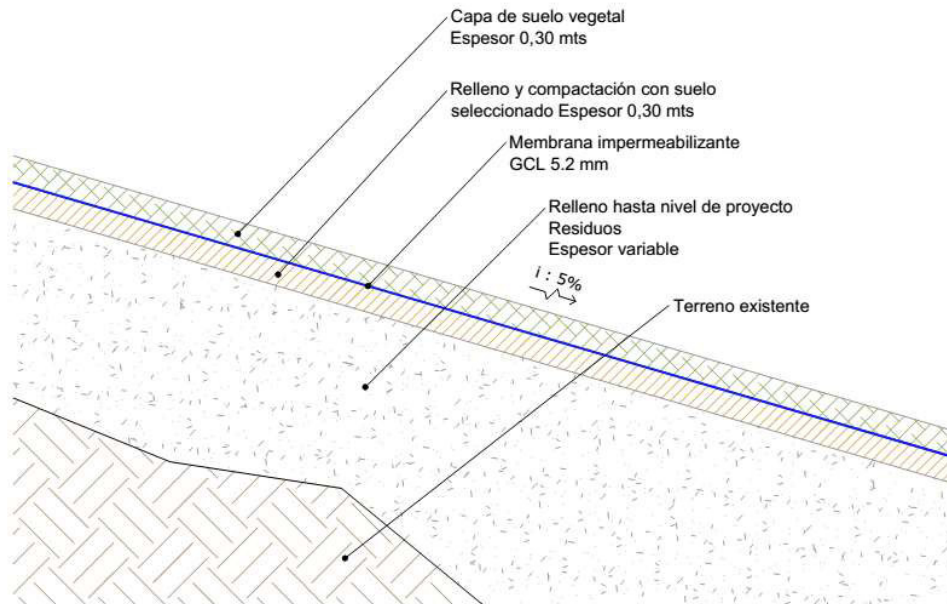 Capa de suelo vegetal
Espesor 0,30 mts
Relleno y compactación con suelo
seleccionado Espesor 0,30 mts
Membrana impermeabilizante
GCL 5.2 mm
Relleno hasta nivel de proyecto
Residuos
Espesor variable
i : 5%
Terreno existente